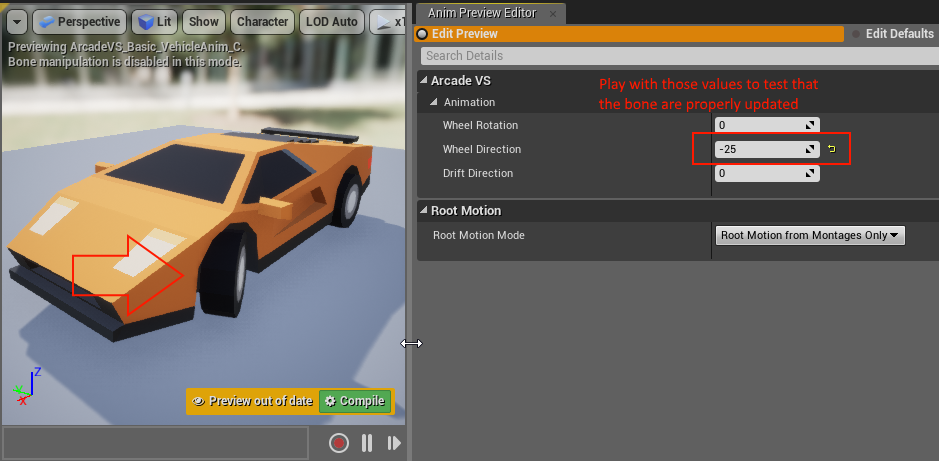 Perspective
Lit
Show
Character
LOD Auto
Previewing ArcadeVS_Basic_VehicleAnim_C.
Bone manipulation is disabled in this mode.
Z
X
Preview out of date
Compile
Anim Preview Editor
Edit Preview
Edit Defaults
Search Details
Arcade VS
Play with those values to test that
the bone are properly updated
Animation
Wheel Rotation
0
Wheel Direction
-25
Drift Direction
0
Root Motion
Root Motion Mode
Root Motion from Montages Only